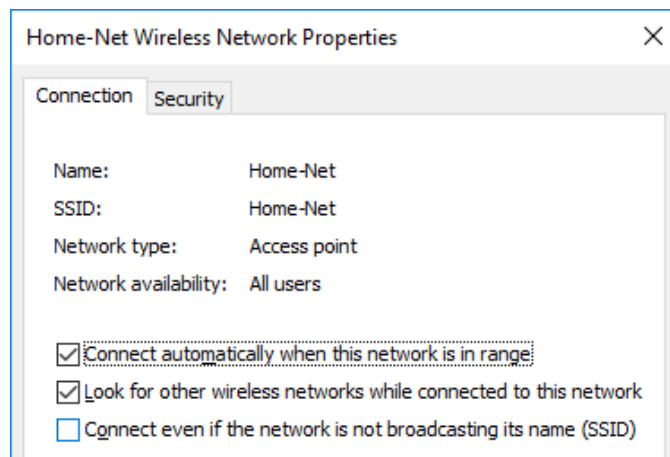 Home-Net Wireless Network Properties
Connection Security
Name: Home-Net
SSID: Home-Net
Network type: Access point
Network availability: All users
Connect automatically when this network is in range
Look for other wireless networks while connected to this network
Connect even if the network is not broadcasting its name (SSID)